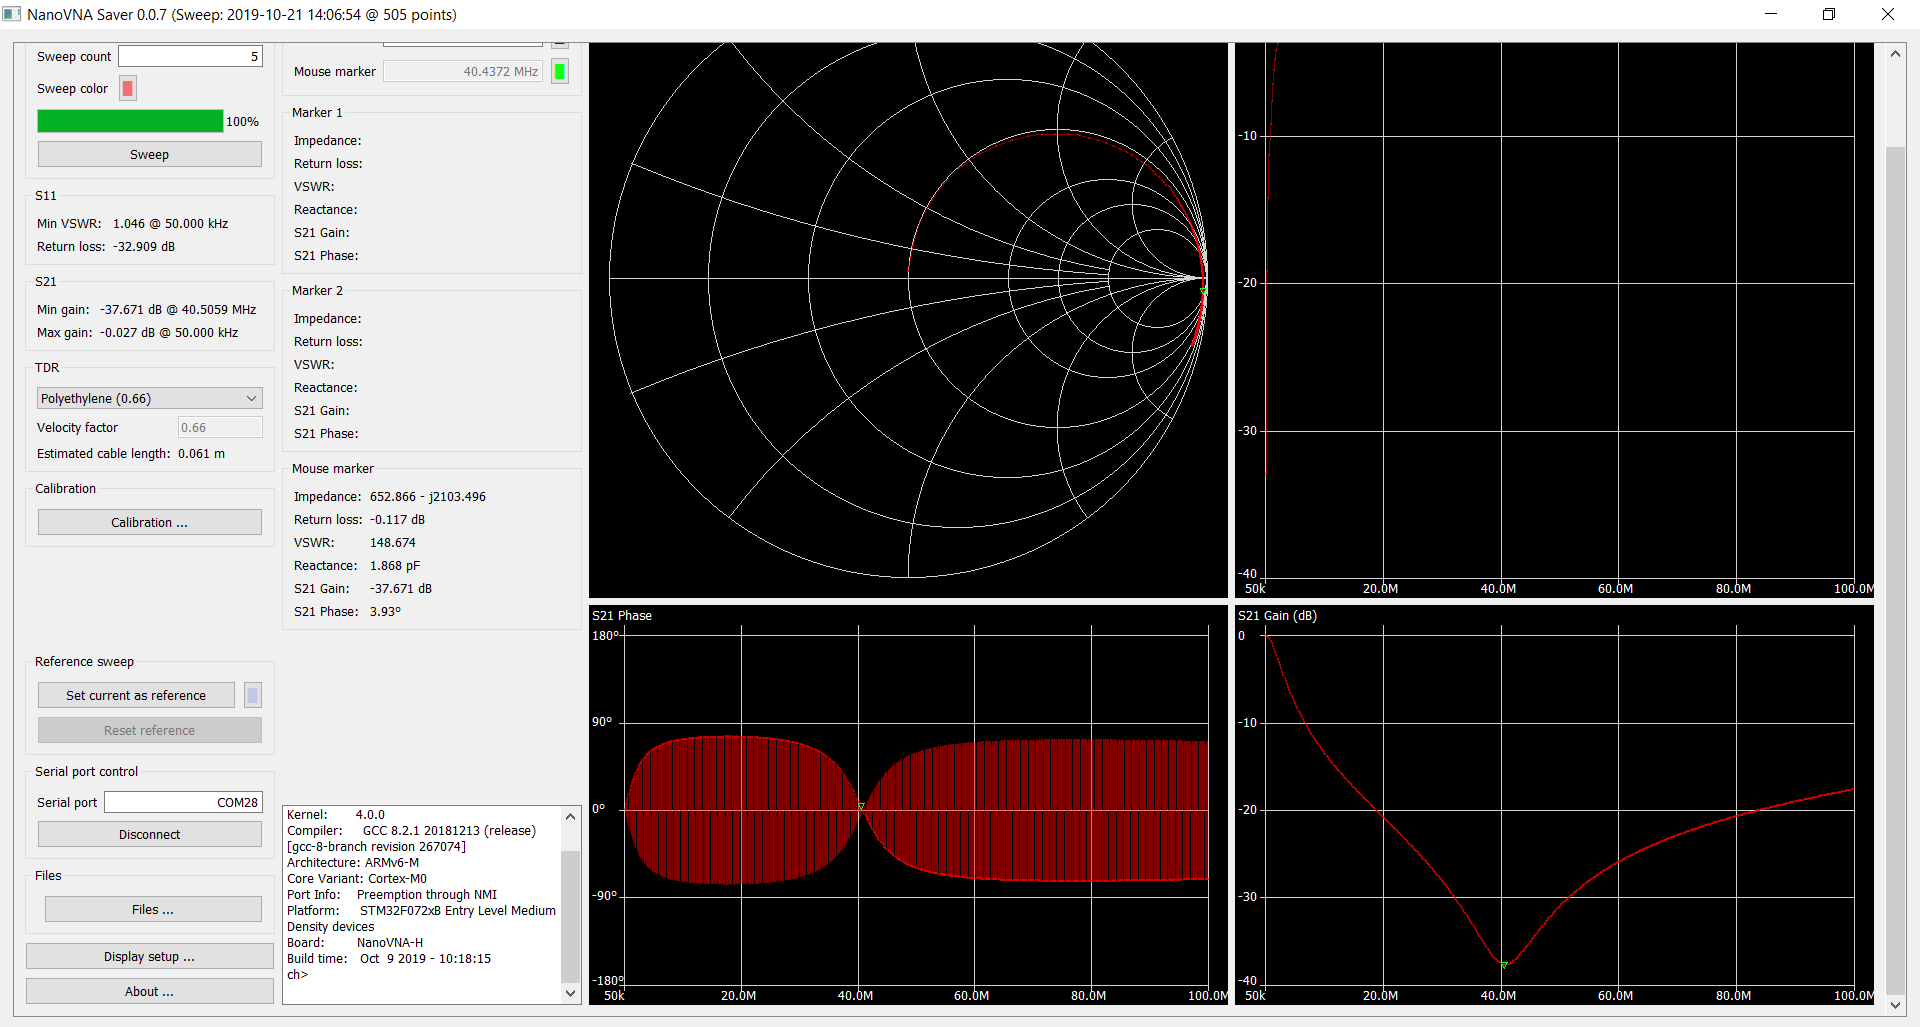 NanoVNA Saver 0.0.7 (Sweep: 2019-10-21 14:06:54 @ 505 points)
Sweep count 5
Sweep color
100%
Sweep
S11
Min VSWR: 1.046 @ 50.000 kHz
Return loss: -32.909 dB
S21
Min gain: -37.671 dB @ 40.5059 MHz
Max gain: -0.027 dB @ 50.000 kHz
TDR
Polyethylene (0.66)
Velocity factor 0.66
Estimated cable length: 0.061 m
Calibration
Calibration ...
Reference sweep
Set current as reference
Reset reference
Serial port control
Serial port COM28
Disconnect
Files
Files ...
Display setup ...
About ...
Mouse marker 40.4372 MHz
Marker 1
Impedance:
Return loss:
VSWR:
Reactance:
S21 Gain:
S21 Phase:
Marker 2
Impedance:
Return loss:
VSWR:
Reactance:
S21 Gain:
S21 Phase:
Mouse marker
Impedance: 652.866 - j2103.496
Return loss: -0.117 dB
VSWR: 148.674
Reactance: 1.868 pF
S21 Gain: -37.671 dB
S21 Phase: 3.93º
Kernel: 4.0.0
Compiler: GCC 8.2.1 20181213 (release)
[gcc-8-branch revision 267074]
Architecture: ARMv6-M
Core Variant: Cortex-M0
Port Info: Preemption through NMI
Platform: STM32F072xB Entry Level Medium
Density devices
Board: NanoVNA-H
Build time: Oct 9 2019 - 10:18:15
ch>
-10
-20
-30
-40
50k 20.0M 40.0M 60.0M 80.0M 100.0M
S21 Phase
180º
90º
0º
-90º
-180º
50k 20.0M 40.0M 60.0M 80.0M 100.0M
S21 Gain (dB)
0
-10
-20
-30
-40
50k 20.0M 40.0M 60.0M 80.0M 100.0M